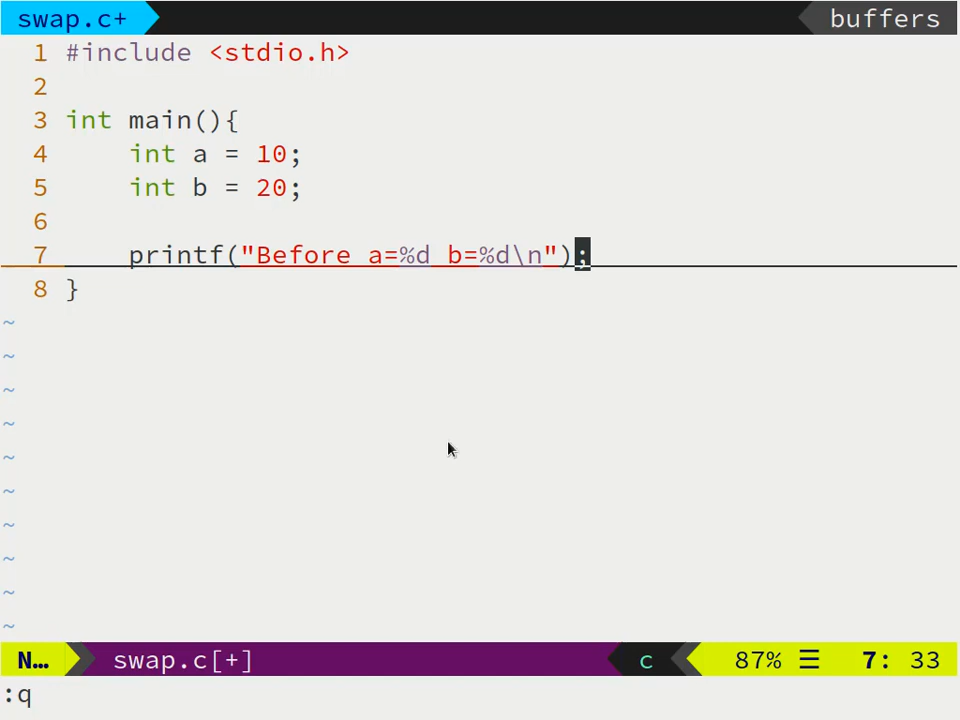 swap.c+ buffers
1 #include <stdio.h>
2
3 int main(){
4     int a = 10;
5     int b = 20;
6
7     printf("Before a=%d b=%d\n");
8 }
~
~
~
~
~
~
~
~
~
~
N… swap.c[+] c 87% ☰ 7: 33
:q